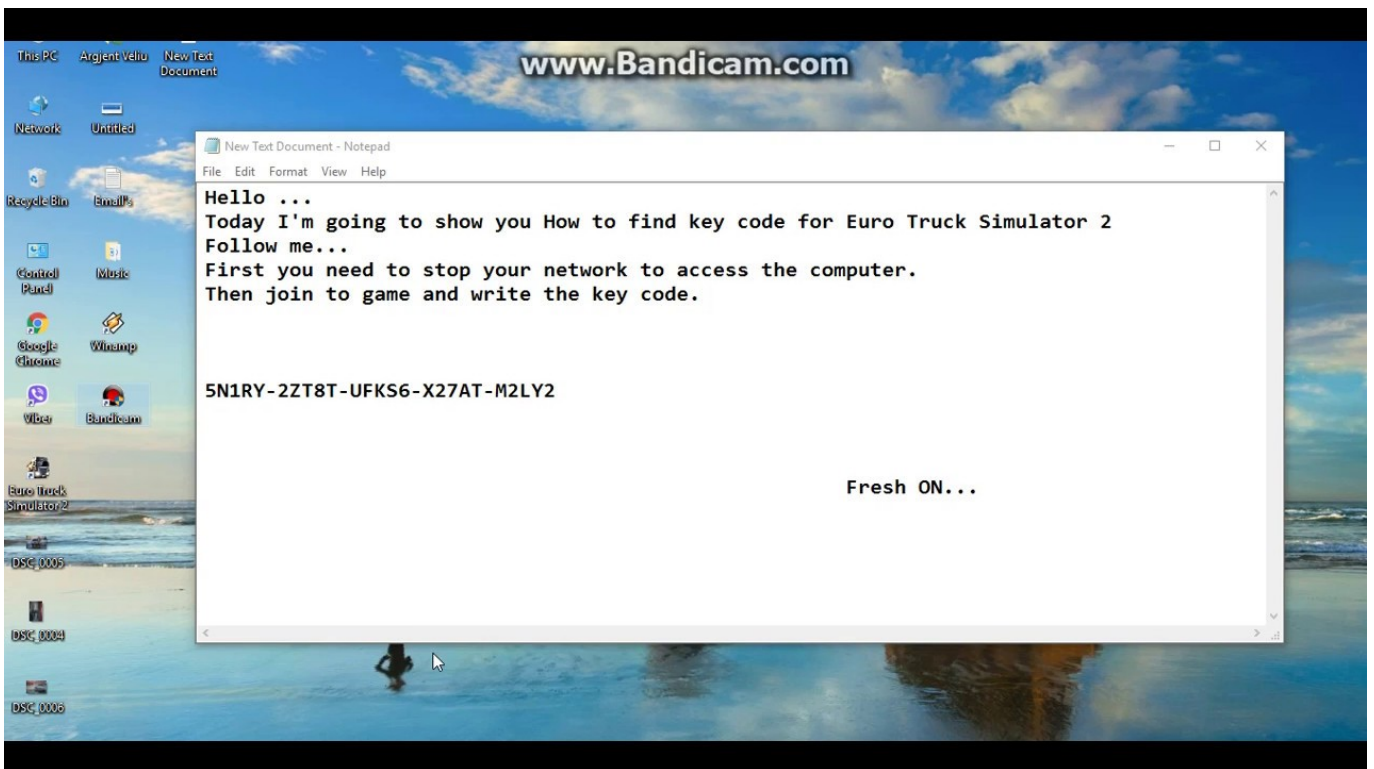 www.Bandicam.com
This PC
Argjent Veliu
New Text
Document
Network
Untitled
Recycle Bin
Email's
Control
Panel
Music
Google
Chrome
Winamp
Viber
Bandicam
Euro Truck
Simulator 2
DSC_0005
DSC_0004
DSC_0006
New Text Document - Notepad
File Edit Format View Help
Hello ...
Today I'm going to show you How to find key code for Euro Truck Simulator 2
Follow me...
First you need to stop your network to access the computer.
Then join to game and write the key code.
5N1RY-2ZT8T-UFKS6-X27AT-M2LY2
Fresh ON...